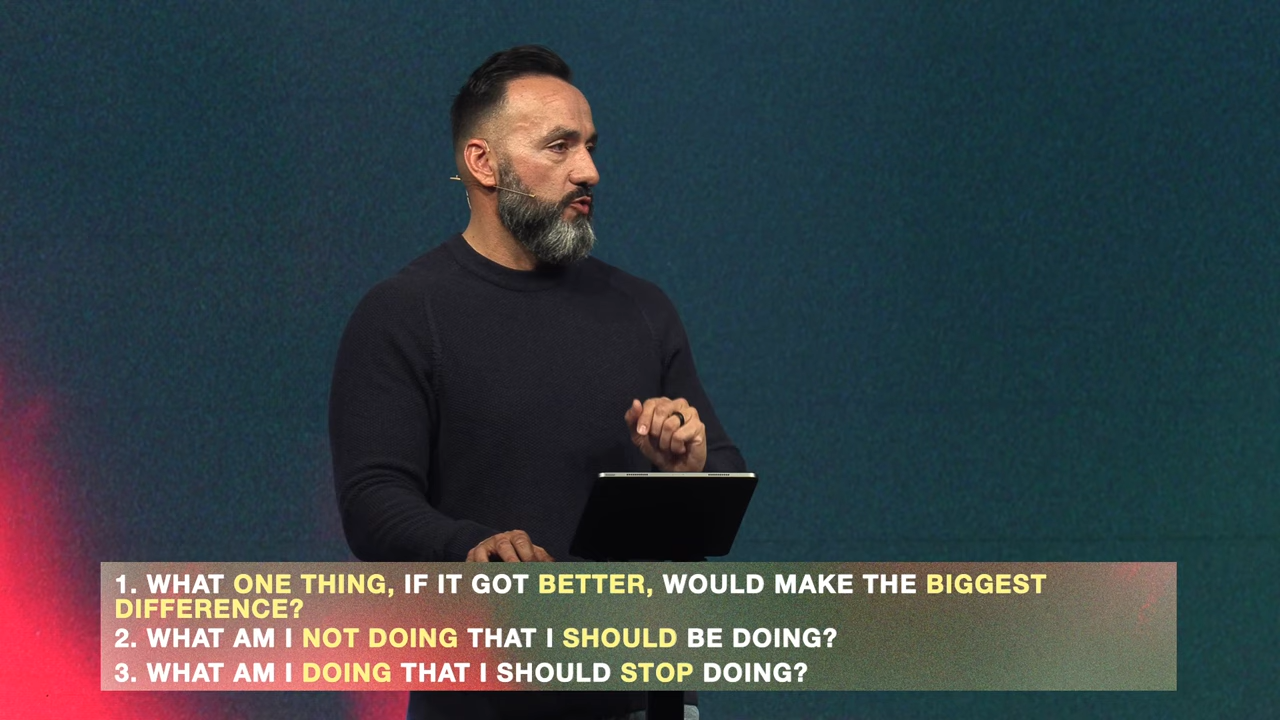 1. WHAT ONE THING, IF IT GOT BETTER, WOULD MAKE THE BIGGEST
DIFFERENCE?
2. WHAT AM I NOT DOING THAT I SHOULD BE DOING?
3. WHAT AM I DOING THAT I SHOULD STOP DOING?